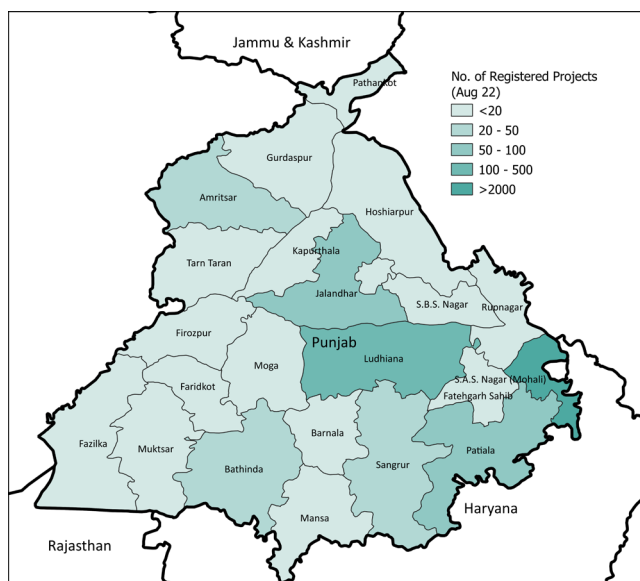 Jammu & Kashmir
No. of Registered Projects
(Aug 22)
<20
20 - 50
50 - 100
100 - 500
>2000
Pathankot
Gurdaspur
Amritsar
Hoshiarpur
Kapurthala
Tarn Taran
Jalandhar
S.B.S. Nagar
Rupnagar
Firozpur
Punjab
Ludhiana
Moga
Faridkot
S.A.S. Nagar (Mohali)
Fatehgarh Sahib
Barnala
Fazilka
Muktsar
Bathinda
Sangrur
Patiala
Mansa
Haryana
Rajasthan